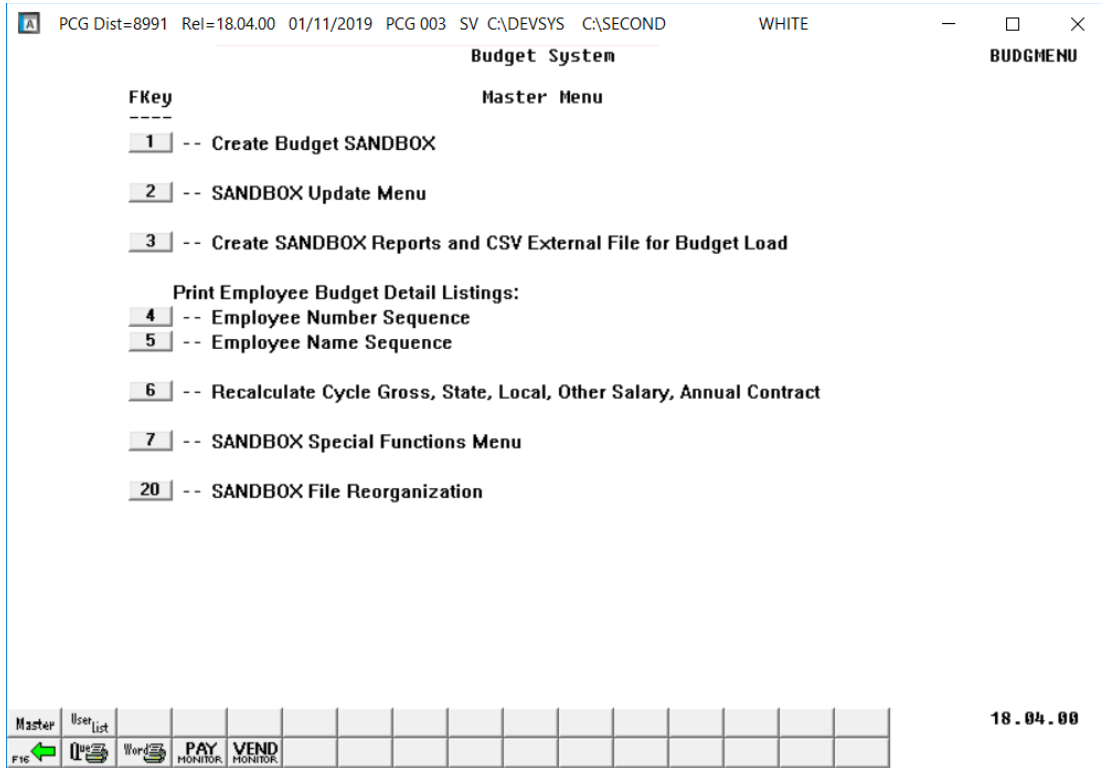 A PCG Dist=8991 Rel=18.04.00 01/11/2019 PCG 003 SV C:\DEVSYS C:\SECOND WHITE
Budget System BUDGMENU
FKey Master Menu
----
1 -- Create Budget SANDBOX
2 -- SANDBOX Update Menu
3 -- Create SANDBOX Reports and CSV External File for Budget Load
Print Employee Budget Detail Listings:
4 -- Employee Number Sequence
5 -- Employee Name Sequence
6 -- Recalculate Cycle Gross, State, Local, Other Salary, Annual Contract
7 -- SANDBOX Special Functions Menu
20 -- SANDBOX File Reorganization
Master User List 18.04.00
F16 Que Word PAY MONITOR VEND MONITOR